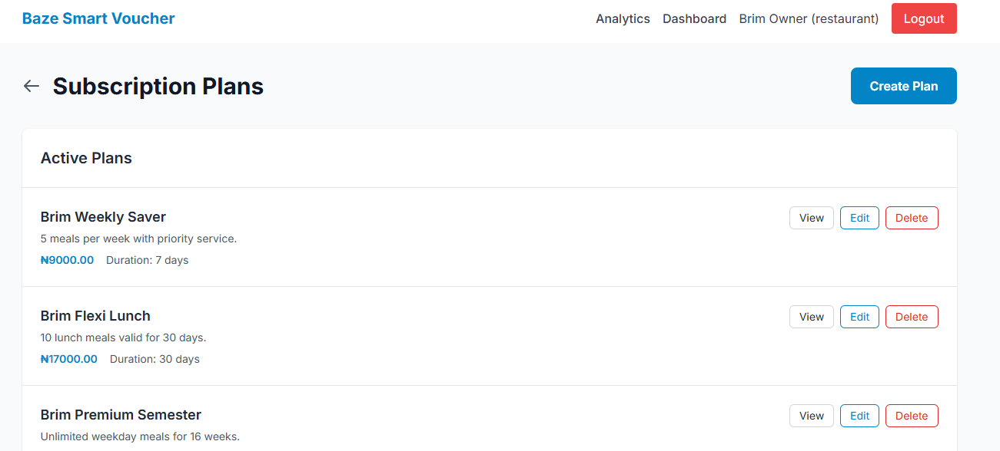 Baze Smart Voucher
Analytics Dashboard Brim Owner (restaurant) Logout
Subscription Plans
Create Plan
Active Plans
Brim Weekly Saver
5 meals per week with priority service.
₦9000.00 Duration: 7 days
View Edit Delete
Brim Flexi Lunch
10 lunch meals valid for 30 days.
₦17000.00 Duration: 30 days
View Edit Delete
Brim Premium Semester
Unlimited weekday meals for 16 weeks.
View Edit Delete